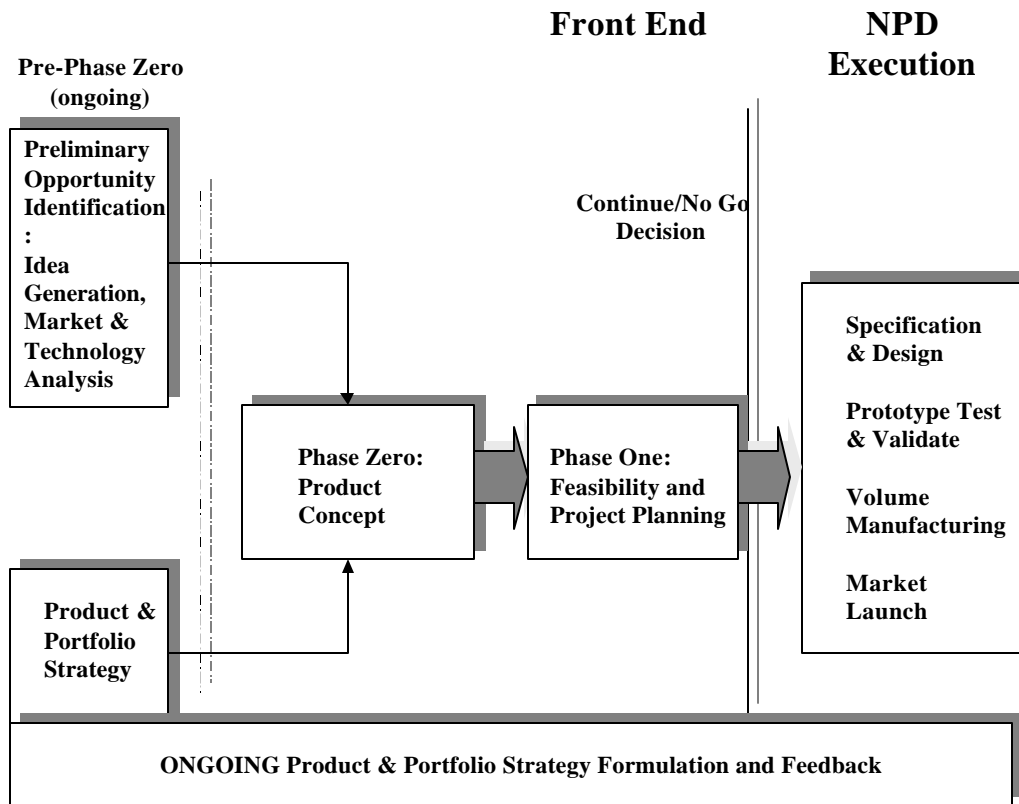 Front End
NPD
Execution
Pre-Phase Zero
(ongoing)
Preliminary
Opportunity
Identification
:
Idea
Generation,
Market &
Technology
Analysis
Continue/No Go
Decision
Specification
& Design
Prototype Test
& Validate
Volume
Manufacturing
Market
Launch
Phase Zero:
Product
Concept
Phase One:
Feasibility and
Project Planning
Product &
Portfolio
Strategy
ONGOING Product & Portfolio Strategy Formulation and Feedback